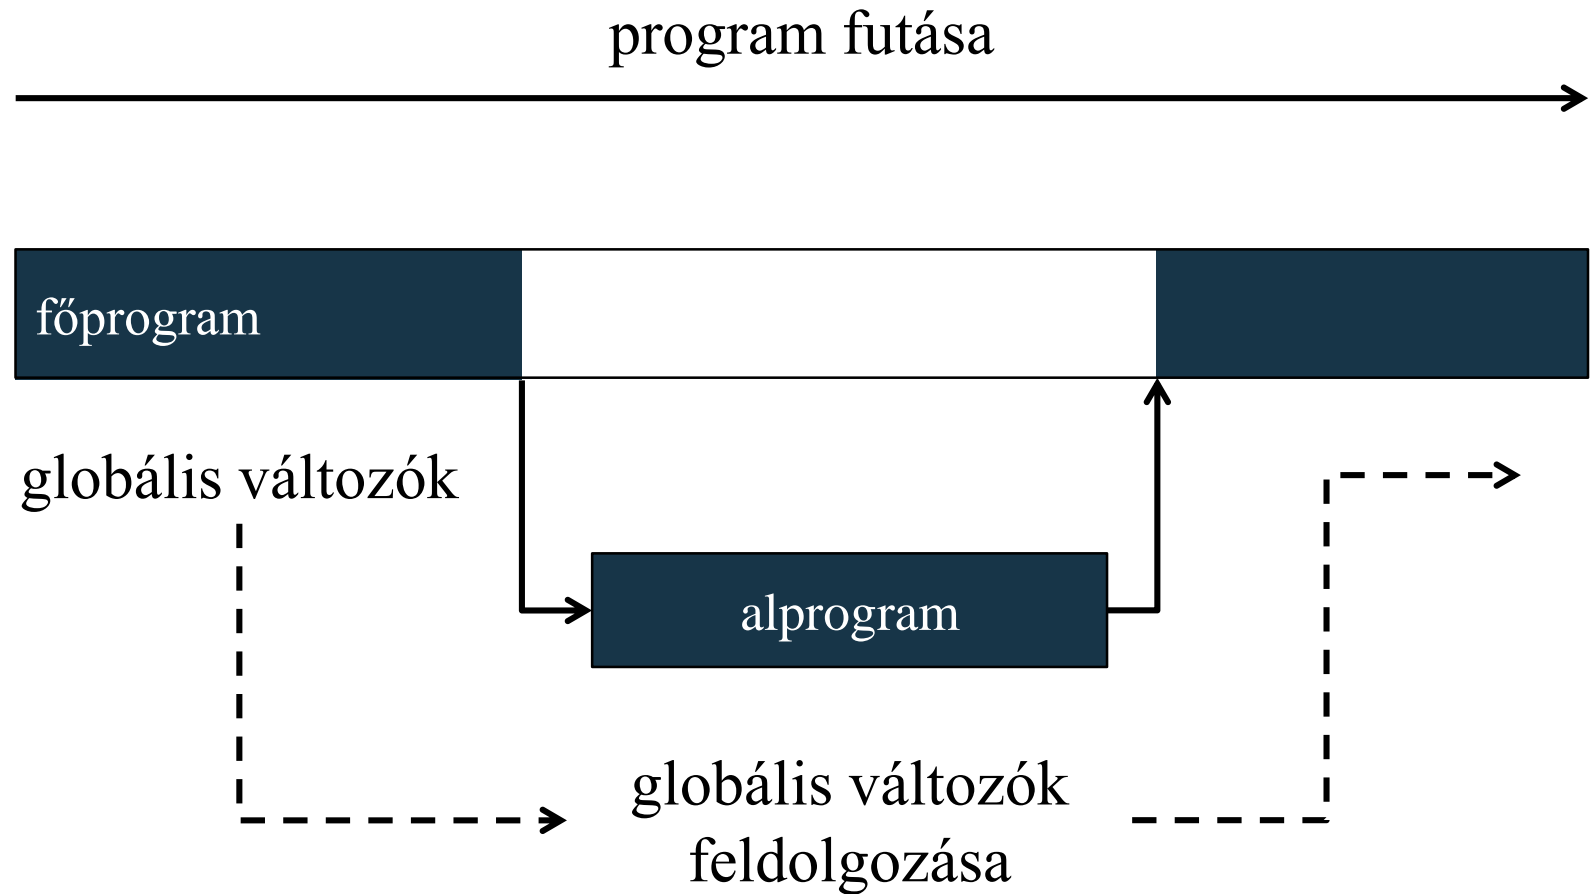 program futása
főprogram
globális változók
alprogram
globális változók
feldolgozása